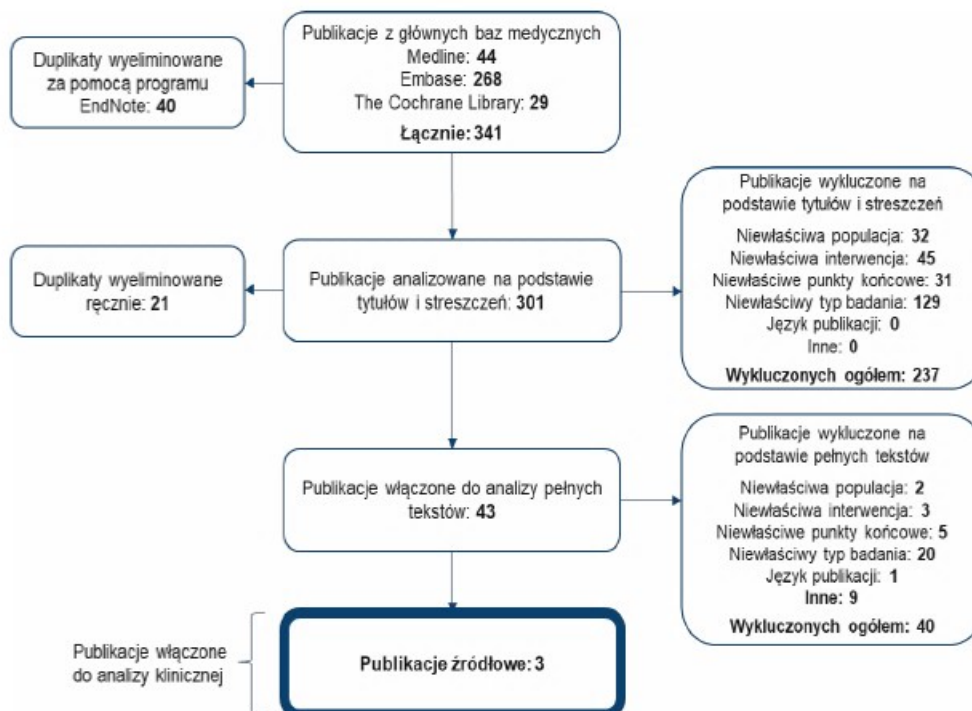 Publikacje z głównych baz medycznych
Medline: 44
Embase: 268
The Cochrane Library: 29
Łącznie: 341
Duplikaty wyeliminowane
za pomocą programu
EndNote: 40
Publikacje analizowane na podstawie
tytułów i streszczeń: 301
Duplikaty wyeliminowane
ręcznie: 21
Publikacje wykluczone na
podstawie tytułów i streszczeń
Niewłaściwa populacja: 32
Niewłaściwa interwencja: 45
Niewłaściwe punkty końcowe: 31
Niewłaściwy typ badania: 129
Język publikacji: 0
Inne: 0
Wykluczonych ogółem: 237
Publikacje włączone do analizy pełnych
tekstów: 43
Publikacje wykluczone na
podstawie pełnych tekstów
Niewłaściwa populacja: 2
Niewłaściwa interwencja: 3
Niewłaściwe punkty końcowe: 5
Niewłaściwy typ badania: 20
Język publikacji: 1
Inne: 9
Wykluczonych ogółem: 40
Publikacje włączone
do analizy klinicznej
Publikacje źródłowe: 3